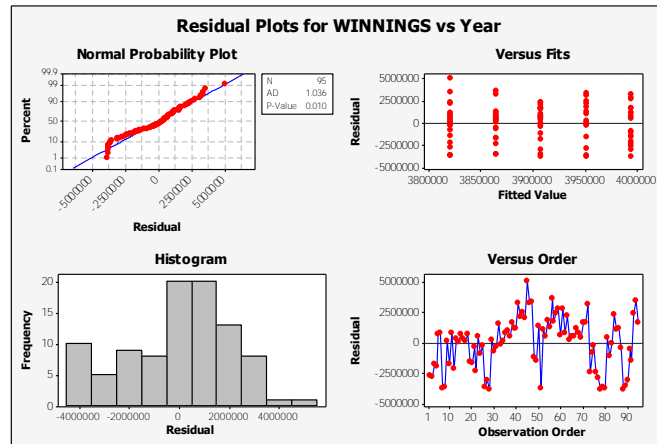 Residual Plots for WINNINGS vs Year
Normal Probability Plot
99.9
99
90
50
10
1
0.1
Percent
-5000000
-2500000
0
2500000
5000000
Residual
N 95
AD 1.036
P-Value 0.010
Versus Fits
5000000
2500000
0
-2500000
-5000000
Residual
3800000 3850000 3900000 3950000 4000000
Fitted Value
Histogram
20
15
10
5
0
Frequency
-4000000 -2000000 0 2000000 4000000
Residual
Versus Order
5000000
2500000
0
-2500000
-5000000
Residual
1 10 20 30 40 50 60 70 80 90
Observation Order